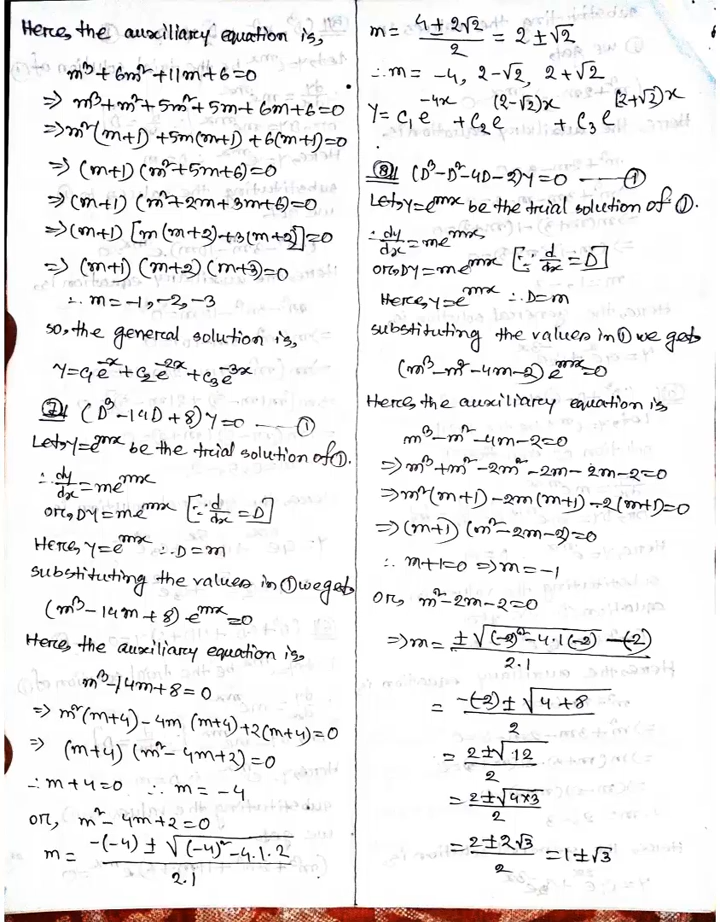 Here, the auxiliary equation is,
m³+6m²+11m+6=0
⇒ m³+m²+5m²+5m+6m+6=0
⇒ m²(m+1)+5m(m+1)+6(m+1)=0
⇒ (m+1) (m²+5m+6)=0
⇒ (m+1) (m²+2m+3m+6)=0
⇒ (m+1) [m(m+2)+3(m+2)]=0
⇒ (m+1) (m+2) (m+3)=0
∴ m=-1,-2,-3
so, the general solution is,
y=c₁e^{-x}+c₂e^{-2x}+c₃e^{-3x}
7 (D³-14D+8)y=0 —— ①
Let, y=e^{mx} be the trial solution of ①.
∴ dy/dx = me^{mx}
or, Dy=me^{mx} [∵ d/dx = D]
Here, y=e^{mx} ∴ D=m
substituting the values in ① we get
(m³-14m+8) e^{mx}=0
Here, the auxiliary equation is,
m³-14m+8=0
⇒ m²(m+4)-4m(m+4)+2(m+4)=0
⇒ (m+4) (m²-4m+2)=0
∴ m+4=0 ∴ m=-4
or, m²-4m+2=0
m= -(-4) ± √(-4)²-4.1.2 / 2.1
m= 4+2√2 / 2 = 2±√2
∴ m= -4, 2-√2, 2+√2
y= c₁e^{-4x} + c₂e^{(2-√2)x} + c₃e^{(2+√2)x}
8 (D³-D²-4D-2)y=0 —— ①
Let, y=e^{mx} be the trial solution of ①.
∴ dy/dx = me^{mx}
or, Dy=me^{mx} [∵ d/dx = D]
Here, y=e^{mx} ∴ D=m
substituting the values in ① we get
(m³-m²-4m-2) e^{mx}=0
Here, the auxiliary equation is
m³-m²-4m-2=0
⇒ m³+m²-2m²-2m-2m-2=0
⇒ m²(m+1)-2m(m+1)-2(m+1)=0
⇒ (m+1) (m²-2m-2)=0
∴ m+1=0 ⇒ m=-1
or, m²-2m-2=0
⇒ m= ±√(-2)²-4.1(-2) -(2) / 2.1
= -(-2)±√4+8 / 2
= 2±√12 / 2
= 2±√4×3 / 2
= 2±2√3 / 2 = 1±√3